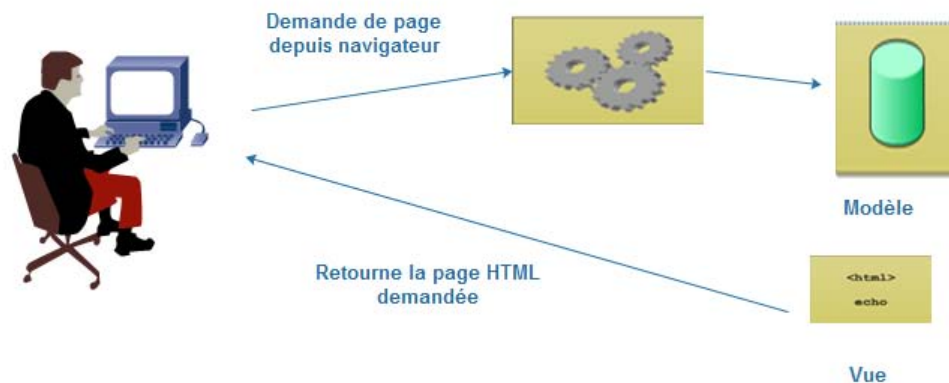 Demande de page
depuis navigateur
Modèle
Retourne la page HTML
demandée
<html>
echo
Vue